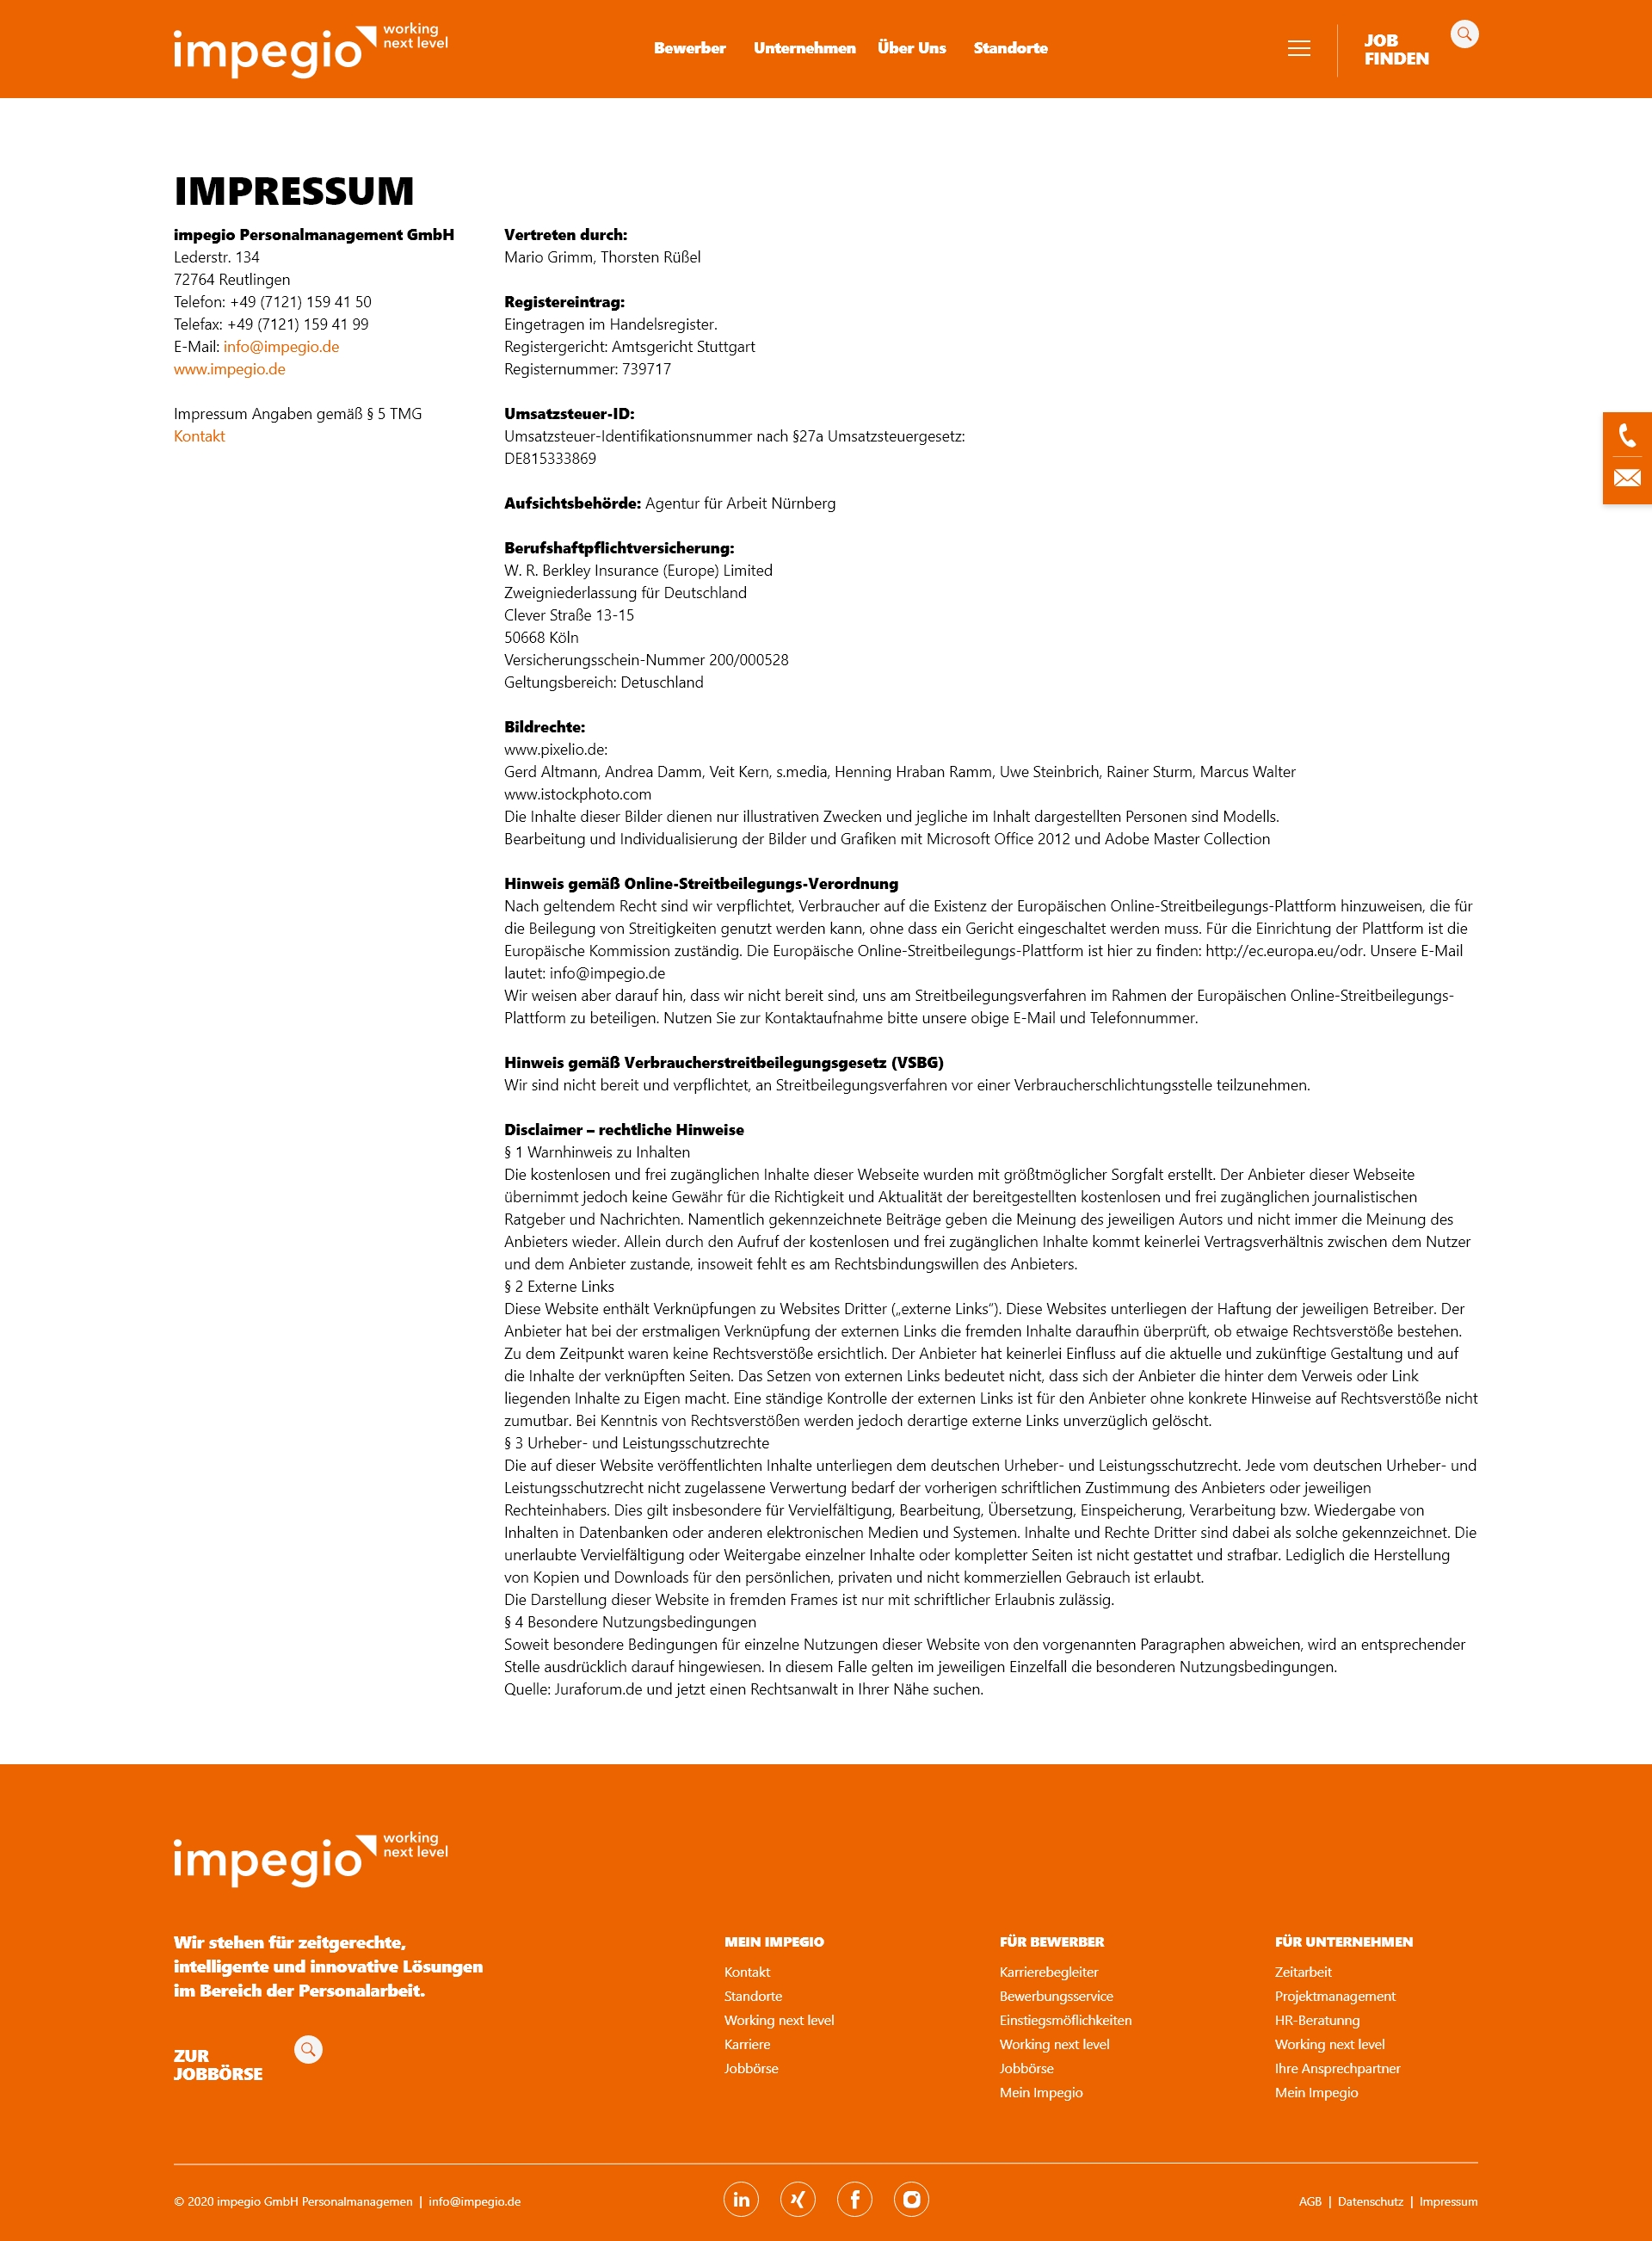 impegio working
next level
Bewerber Unternehmen Über Uns Standorte
JOB
FINDEN
IMPRESSUM
impegio Personalmanagement GmbH
Lederstr. 134
72764 Reutlingen
Telefon: +49 (7121) 159 41 50
Telefax: +49 (7121) 159 41 99
E-Mail: info@impegio.de
www.impegio.de
Impressum Angaben gemäß § 5 TMG
Kontakt
Vertreten durch:
Mario Grimm, Thorsten Rüßel
Registereintrag:
Eingetragen im Handelsregister.
Registergericht: Amtsgericht Stuttgart
Registernummer: 739717
Umsatzsteuer-ID:
Umsatzsteuer-Identifikationsnummer nach §27a Umsatzsteuergesetz:
DE815333869
Aufsichtsbehörde: Agentur für Arbeit Nürnberg
Berufshaftpflichtversicherung:
W. R. Berkley Insurance (Europe) Limited
Zweigniederlassung für Deutschland
Clever Straße 13-15
50668 Köln
Versicherungsschein-Nummer 200/000528
Geltungsbereich: Detuschland
Bildrechte:
www.pixelio.de:
Gerd Altmann, Andrea Damm, Veit Kern, s.media, Henning Hraban Ramm, Uwe Steinbrich, Rainer Sturm, Marcus Walter
www.istockphoto.com
Die Inhalte dieser Bilder dienen nur illustrativen Zwecken und jegliche im Inhalt dargestellten Personen sind Modells.
Bearbeitung und Individualisierung der Bilder und Grafiken mit Microsoft Office 2012 und Adobe Master Collection
Hinweis gemäß Online-Streitbeilegungs-Verordnung
Nach geltendem Recht sind wir verpflichtet, Verbraucher auf die Existenz der Europäischen Online-Streitbeilegungs-Plattform hinzuweisen, die für
die Beilegung von Streitigkeiten genutzt werden kann, ohne dass ein Gericht eingeschaltet werden muss. Für die Einrichtung der Plattform ist die
Europäische Kommission zuständig. Die Europäische Online-Streitbeilegungs-Plattform ist hier zu finden: http://ec.europa.eu/odr. Unsere E-Mail
lautet: info@impegio.de
Wir weisen aber darauf hin, dass wir nicht bereit sind, uns am Streitbeilegungsverfahren im Rahmen der Europäischen Online-Streitbeilegungs-
Plattform zu beteiligen. Nutzen Sie zur Kontaktaufnahme bitte unsere obige E-Mail und Telefonnummer.
Hinweis gemäß Verbraucherstreitbeilegungsgesetz (VSBG)
Wir sind nicht bereit und verpflichtet, an Streitbeilegungsverfahren vor einer Verbraucherschlichtungsstelle teilzunehmen.
Disclaimer – rechtliche Hinweise
§ 1 Warnhinweis zu Inhalten
Die kostenlosen und frei zugänglichen Inhalte dieser Webseite wurden mit größtmöglicher Sorgfalt erstellt. Der Anbieter dieser Webseite
übernimmt jedoch keine Gewähr für die Richtigkeit und Aktualität der bereitgestellten kostenlosen und frei zugänglichen journalistischen
Ratgeber und Nachrichten. Namentlich gekennzeichnete Beiträge geben die Meinung des jeweiligen Autors und nicht immer die Meinung des
Anbieters wieder. Allein durch den Aufruf der kostenlosen und frei zugänglichen Inhalte kommt keinerlei Vertragsverhältnis zwischen dem Nutzer
und dem Anbieter zustande, insoweit fehlt es am Rechtsbindungswillen des Anbieters.
§ 2 Externe Links
Diese Website enthält Verknüpfungen zu Websites Dritter („externe Links“). Diese Websites unterliegen der Haftung der jeweiligen Betreiber. Der
Anbieter hat bei der erstmaligen Verknüpfung der externen Links die fremden Inhalte daraufhin überprüft, ob etwaige Rechtsverstöße bestehen.
Zu dem Zeitpunkt waren keine Rechtsverstöße ersichtlich. Der Anbieter hat keinerlei Einfluss auf die aktuelle und zukünftige Gestaltung und auf
die Inhalte der verknüpften Seiten. Das Setzen von externen Links bedeutet nicht, dass sich der Anbieter die hinter dem Verweis oder Link
liegenden Inhalte zu Eigen macht. Eine ständige Kontrolle der externen Links ist für den Anbieter ohne konkrete Hinweise auf Rechtsverstöße nicht
zumutbar. Bei Kenntnis von Rechtsverstößen werden jedoch derartige externe Links unverzüglich gelöscht.
§ 3 Urheber- und Leistungsschutzrechte
Die auf dieser Website veröffentlichten Inhalte unterliegen dem deutschen Urheber- und Leistungsschutzrecht. Jede vom deutschen Urheber- und
Leistungsschutzrecht nicht zugelassene Verwertung bedarf der vorherigen schriftlichen Zustimmung des Anbieters oder jeweiligen
Rechteinhabers. Dies gilt insbesondere für Vervielfältigung, Bearbeitung, Übersetzung, Einspeicherung, Verarbeitung bzw. Wiedergabe von
Inhalten in Datenbanken oder anderen elektronischen Medien und Systemen. Inhalte und Rechte Dritter sind dabei als solche gekennzeichnet. Die
unerlaubte Vervielfältigung oder Weitergabe einzelner Inhalte oder kompletter Seiten ist nicht gestattet und strafbar. Lediglich die Herstellung
von Kopien und Downloads für den persönlichen, privaten und nicht kommerziellen Gebrauch ist erlaubt.
Die Darstellung dieser Website in fremden Frames ist nur mit schriftlicher Erlaubnis zulässig.
§ 4 Besondere Nutzungsbedingungen
Soweit besondere Bedingungen für einzelne Nutzungen dieser Website von den vorgenannten Paragraphen abweichen, wird an entsprechender
Stelle ausdrücklich darauf hingewiesen. In diesem Falle gelten im jeweiligen Einzelfall die besonderen Nutzungsbedingungen.
Quelle: Juraforum.de und jetzt einen Rechtsanwalt in Ihrer Nähe suchen.
impegio working
next level
Wir stehen für zeitgerechte,
intelligente und innovative Lösungen
im Bereich der Personalarbeit.
ZUR
JOBBÖRSE
MEIN IMPEGIO
Kontakt
Standorte
Working next level
Karriere
Jobbörse
FÜR BEWERBER
Karrierebegleiter
Bewerbungsservice
Einstiegsmöflichkeiten
Working next level
Jobbörse
Mein Impegio
FÜR UNTERNEHMEN
Zeitarbeit
Projektmanagement
HR-Beratunng
Working next level
Ihre Ansprechpartner
Mein Impegio
© 2020 impegio GmbH Personalmanagemen | info@impegio.de
AGB | Datenschutz | Impressum